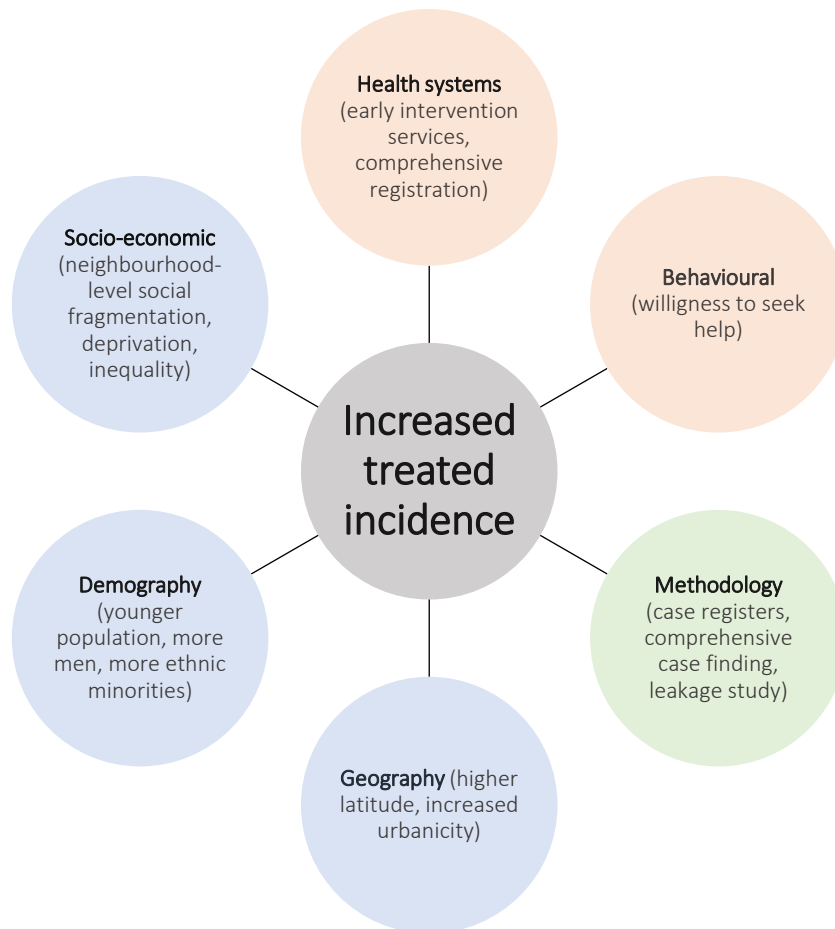 Health systems
(early intervention
services,
comprehensive
registration)
Behavioural
(willigness to seek
help)
Methodology
(case registers,
comprehensive
case finding,
leakage study)
Geography (higher
latitude, increased
urbanicity)
Demography
(younger
population, more
men, more ethnic
minorities)
Socio-economic
(neighbourhood-
level social
fragmentation,
deprivation,
inequality)
Increased
treated
incidence